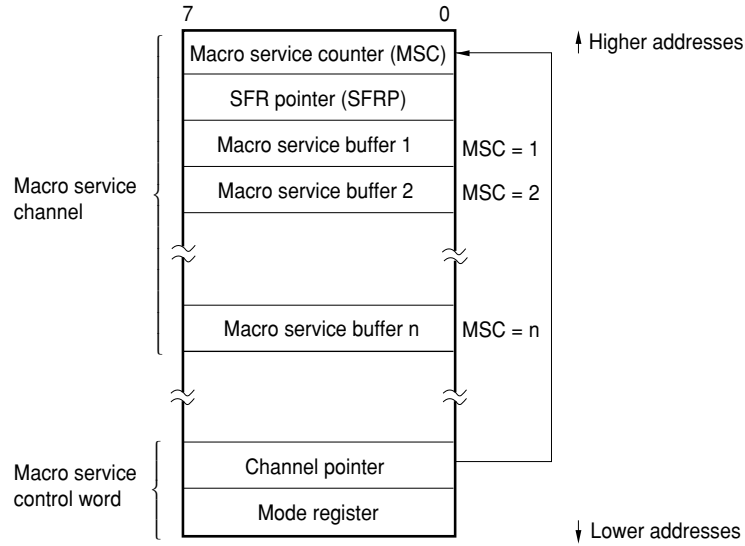 7 0
Macro service counter (MSC)
Higher addresses
SFR pointer (SFRP)
Macro service buffer 1 MSC = 1
Macro service
channel
Macro service buffer 2 MSC = 2
Macro service buffer n MSC = n
Macro service
control word
Channel pointer
Mode register
Lower addresses